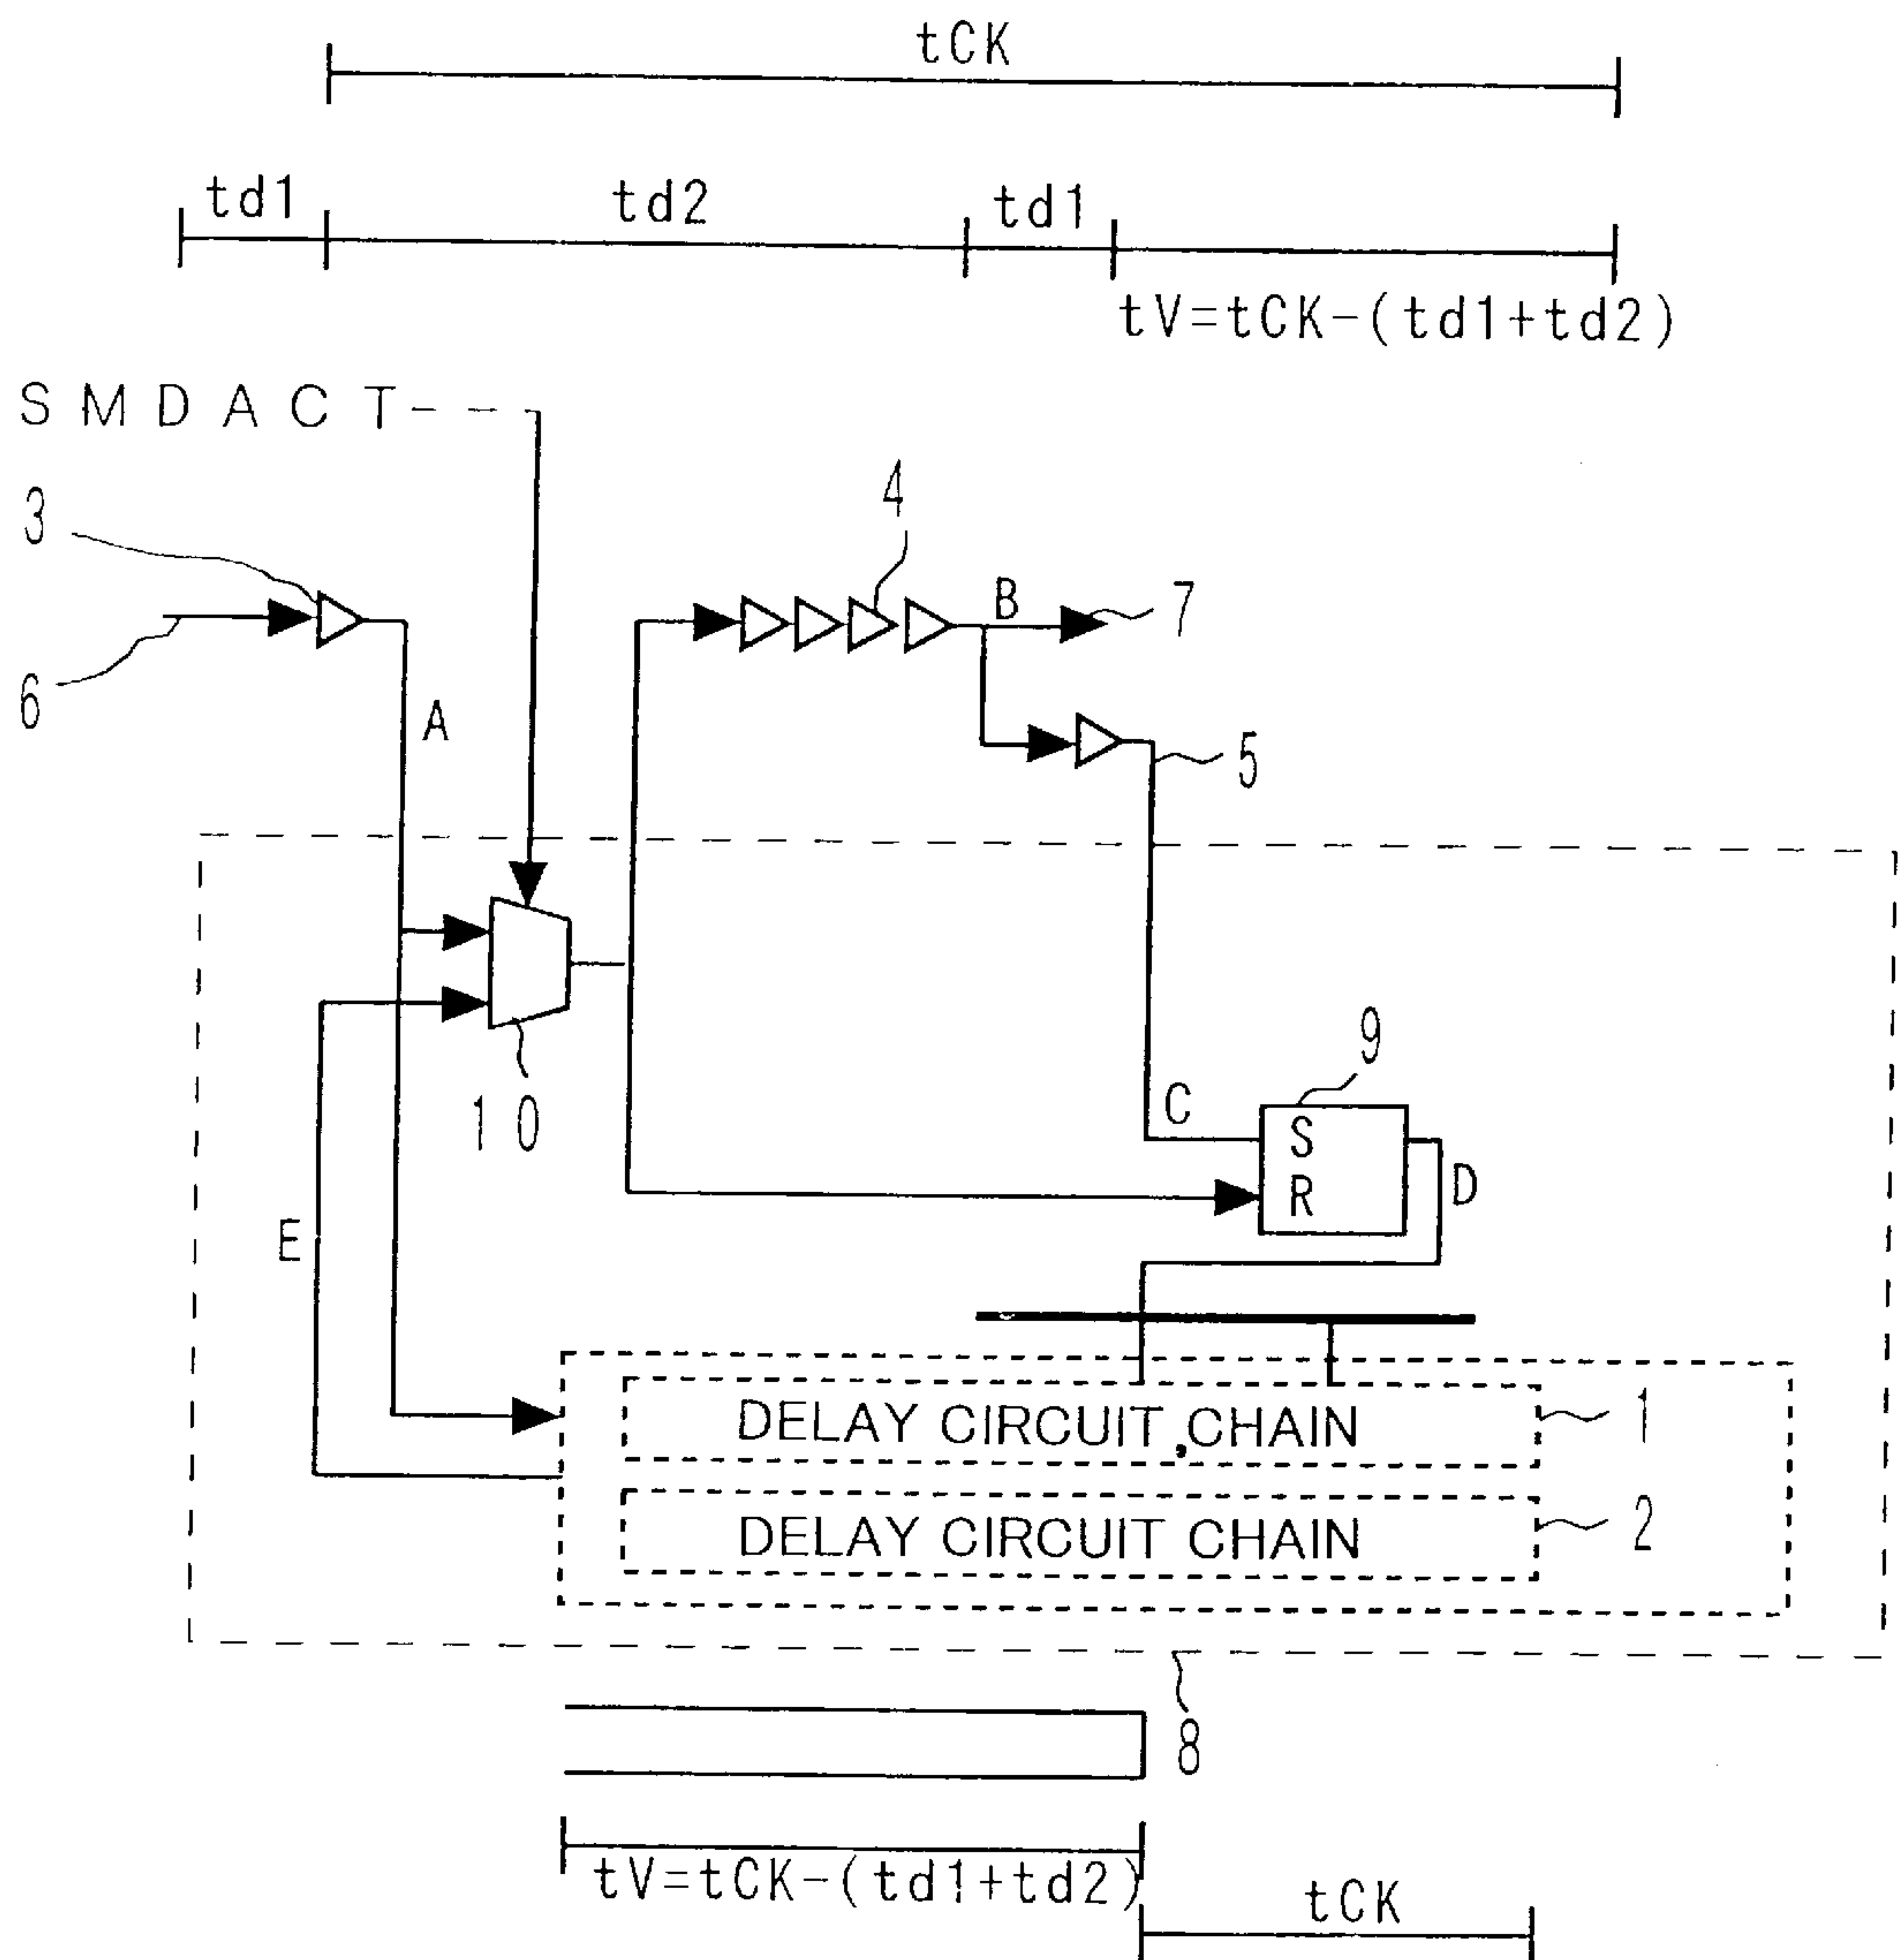 tCK
td1
td2
td1
tV=tCK-(td1+td2)
SMDACT
3
4
B
7
6
A
5
9
10
C
S
R
D
E
DELAY CIRCUIT,CHAIN
1
DELAY CIRCUIT CHAIN
2
8
tV=tCK-(td1+td2)
tCK